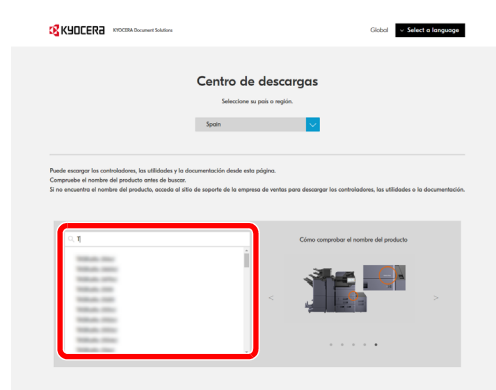 KYOCERA KYOCERA Document Solutions
Global Select a language
Centro de descargas
Seleccione su país o región.
Spain
Puede escargar los controladores, las utilidades y la documentación desde esta página.
Compruebe el nombre del producto antes de buscar.
Si no encuentra el nombre del producto, acceda al sitio de soporte de la empresa de ventas para descargar los controladores, las utilidades o la documentación.
T
Cómo comprobar el nombre del producto
< >